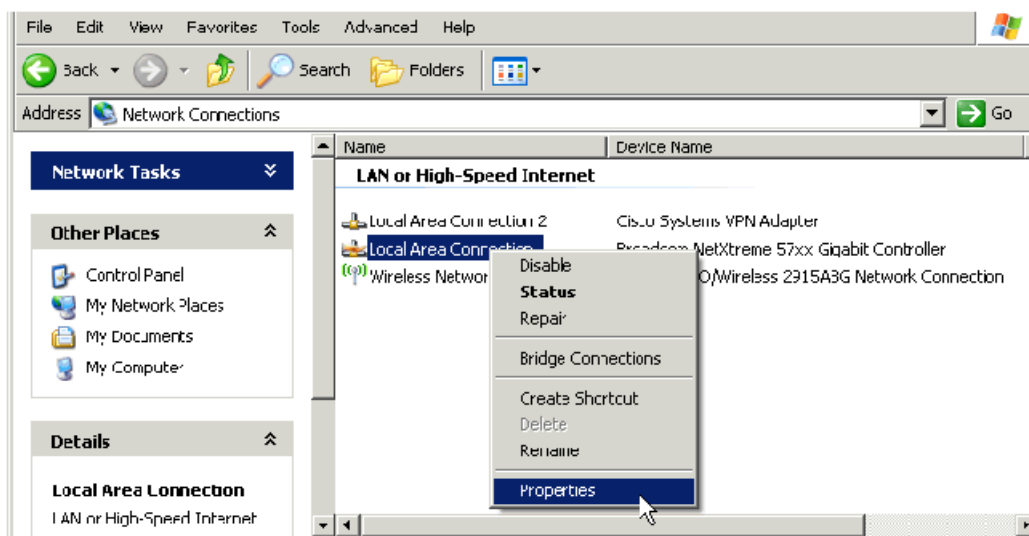 File Edit View Favorites Tools Advanced Help
Back Search Folders
Address Network Connections Go
Name Device Name
Network Tasks
LAN or High-Speed Internet
Local Area Connection 2 Cisco Systems VPN Adapter
Other Places
Local Area Connection Broadcom NetXtreme 57xx Gigabit Controller
Control Panel
Wireless Networ O/Wireless 2915ABG Network Connection
My Network Places
My Documents
My Computer
Disable
Status
Repair
Bridge Connections
Create Shortcut
Delete
Rename
Properties
Details
Local Area Connection
LAN or High-Speed Internet